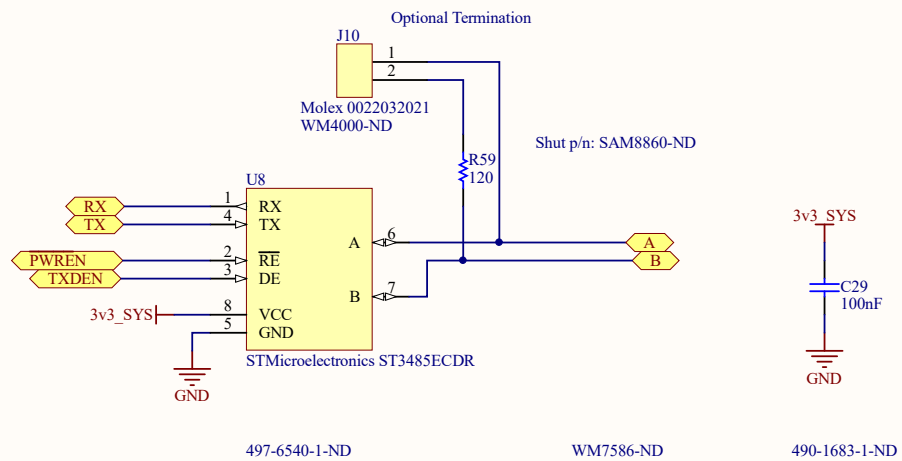 Optional Termination
J10
1
2
Molex 0022032021
WM4000-ND
Shut p/n: SAM8860-ND
R59
120
U8
RX
1
RX
TX
4
TX
A
6
A
PWREN
2
RE
B
TXDEN
3
DE
B
7
3v3_SYS
8
VCC
5
GND
STMicroelectronics ST3485ECDR
GND
3v3_SYS
C29
100nF
GND
497-6540-1-ND
WM7586-ND
490-1683-1-ND